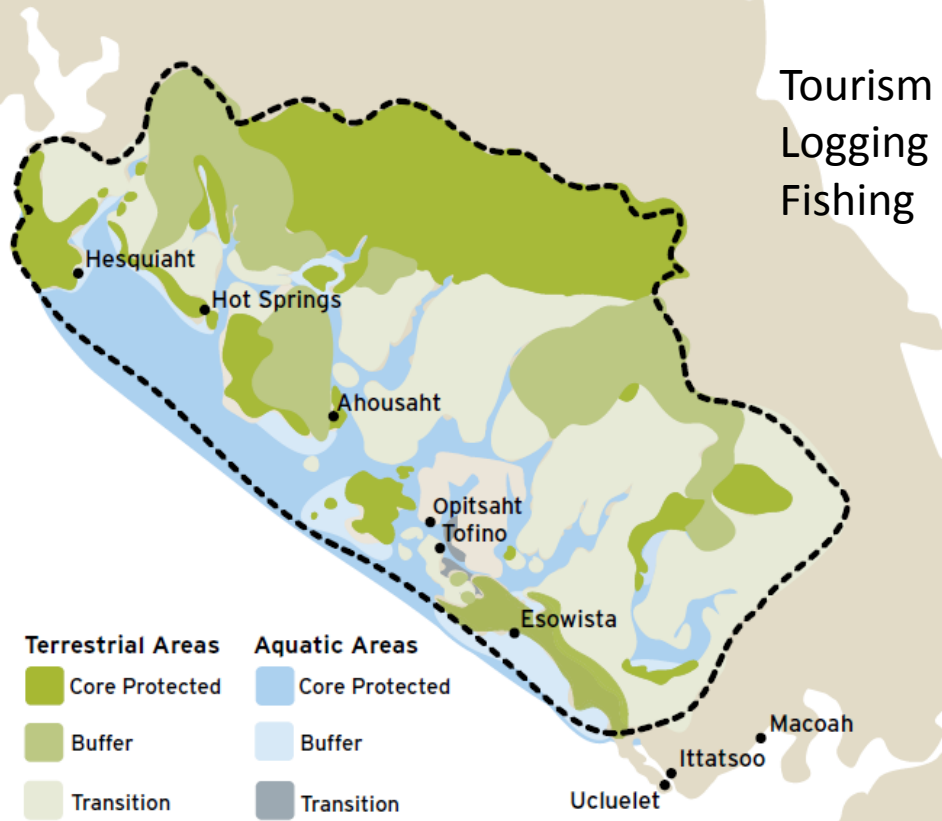 Tourism
Logging
Fishing
Hesquiaht
Hot Springs
Ahousaht
Opitsaht
Tofino
Esowista
Macoah
Ittatsoo
Ucluelet
Terrestrial Areas
Core Protected
Buffer
Transition
Aquatic Areas
Core Protected
Buffer
Transition